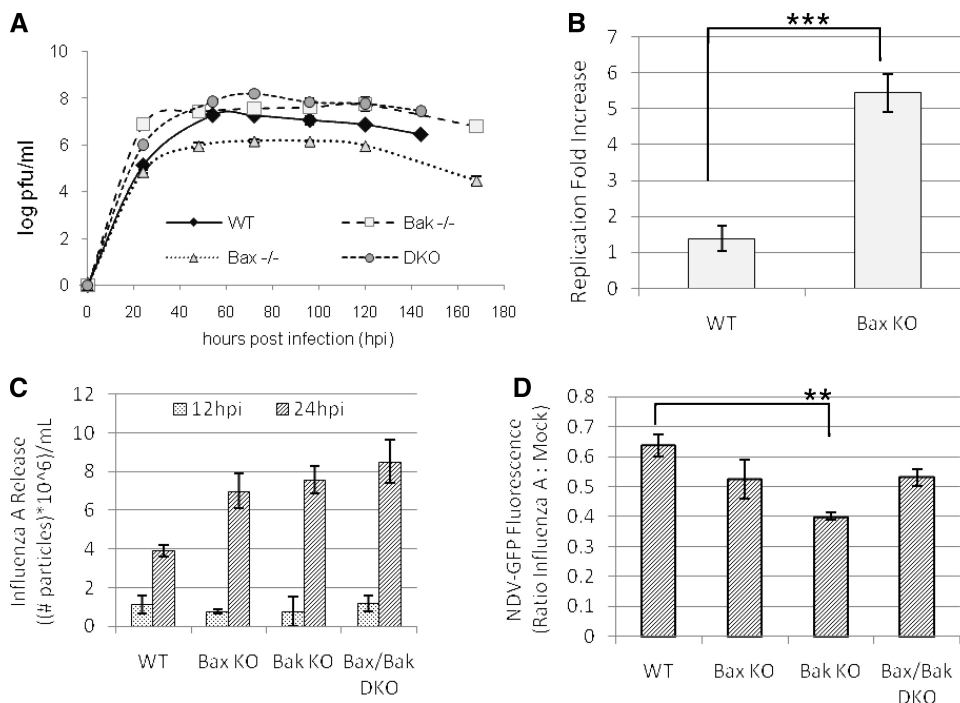 A
10
8
6
4
2
0
log pfu/ml
WT
Bak -/-
Bax -/-
DKO
0 20 40 60 80 100 120 140 160 180
hours post infection (hpi)
B
***
7
6
5
4
3
2
1
0
Replication Fold Increase
WT
Bax KO
C
12
10
8
6
4
2
0
Influenza A Release
((# particles)*10^6)/mL
12hpi
24hpi
WT
Bax KO
Bak KO
Bax/Bak
DKO
D
**
0.8
0.7
0.6
0.5
0.4
0.3
0.2
0.1
0
NDV-GFP Fluorescence
(Ratio Influenza A : Mock)
WT
Bax KO
Bak KO
Bax/Bak
DKO